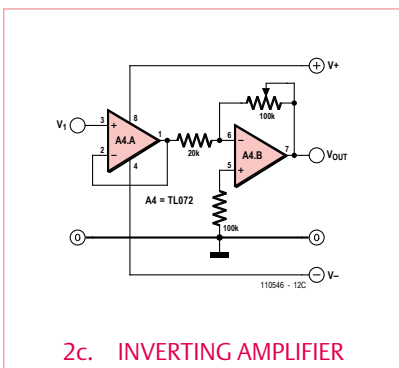 V+
V1
3
8
A4.A
1
2
4
20k
100k
6
A4.B
7
5
VOUT
A4 = TL072
100k
0
0
V–
110546 - 12C
2c. INVERTING AMPLIFIER